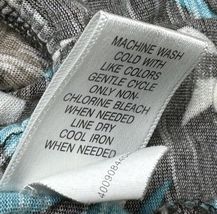 MACHINE WASH
COLD WITH
LIKE COLORS
GENTLE CYCLE
ONLY NON
CHLORINE BLEACH
WHEN NEEDED
LINE DRY
COOL IRON
WHEN NEEDED